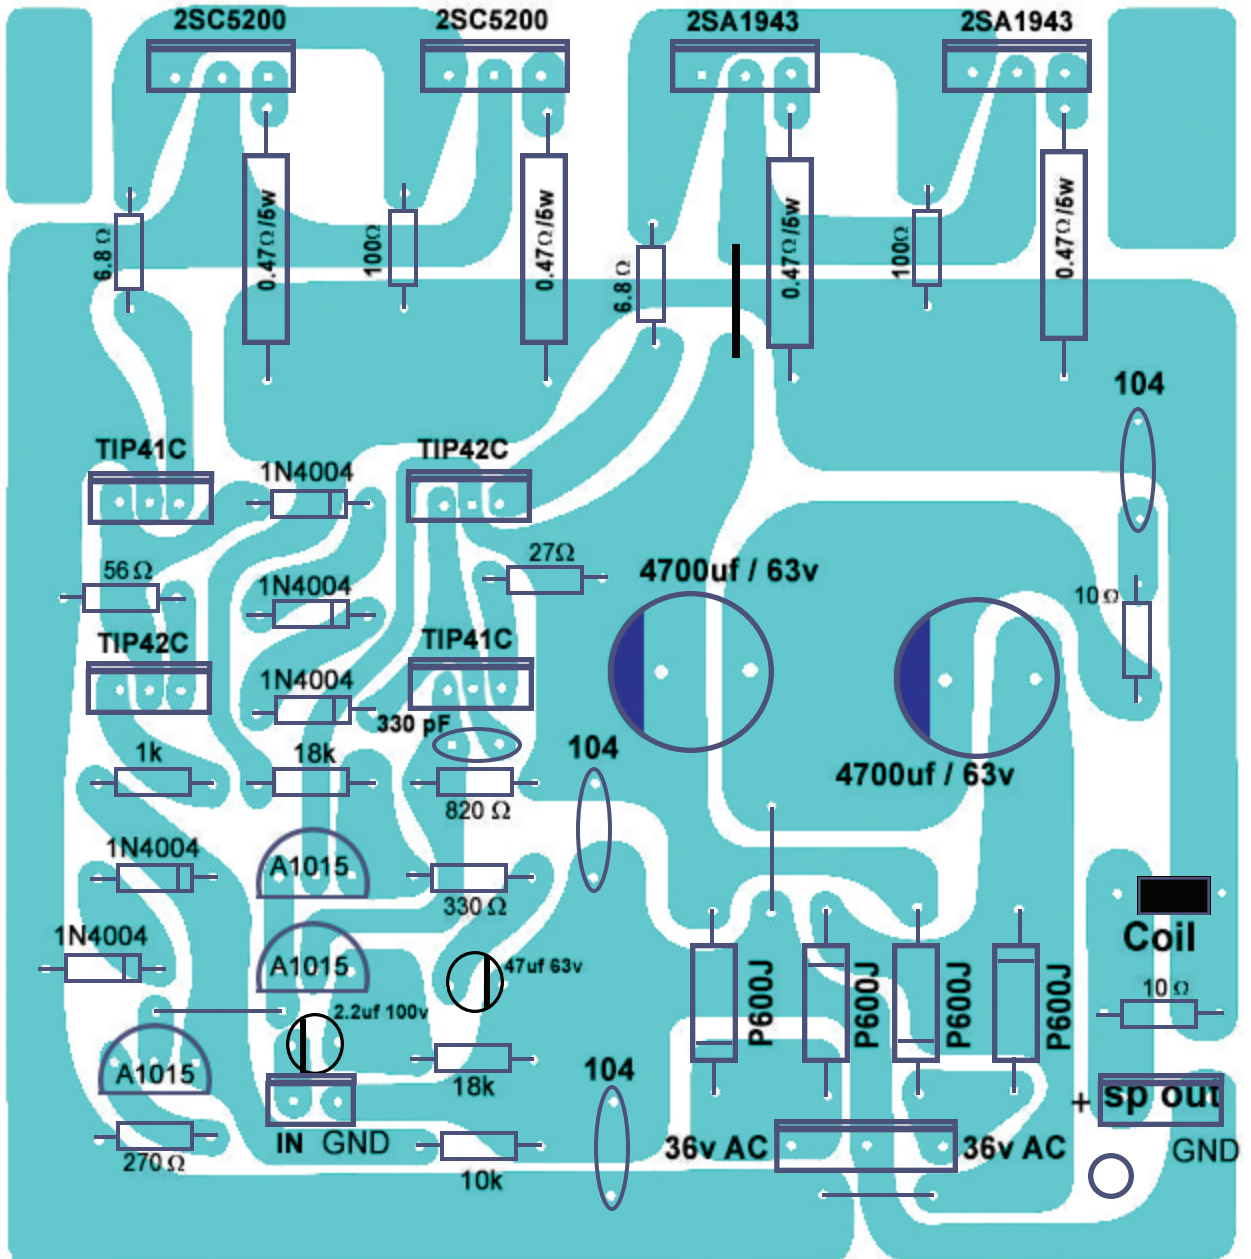 2SC5200
2SC5200
2SA1943
2SA1943
6.8 Ω
0.47Ω/5w
100Ω
0.47Ω/5w
6.8 Ω
0.47Ω/5w
100Ω
0.47Ω/5w
104
TIP41C
1N4004
TIP42C
56 Ω
1N4004
27Ω
4700uf / 63v
10 Ω
TIP42C
1N4004
TIP41C
330 pF
1k
18k
820 Ω
104
4700uf / 63v
1N4004
A1015
330 Ω
1N4004
A1015
47uf 63v
2.2uf 100v
P600J
P600J
P600J
P600J
Coil
10 Ω
A1015
18k
104
+ sp out
IN GND
270 Ω
10k
36v AC
36v AC
GND